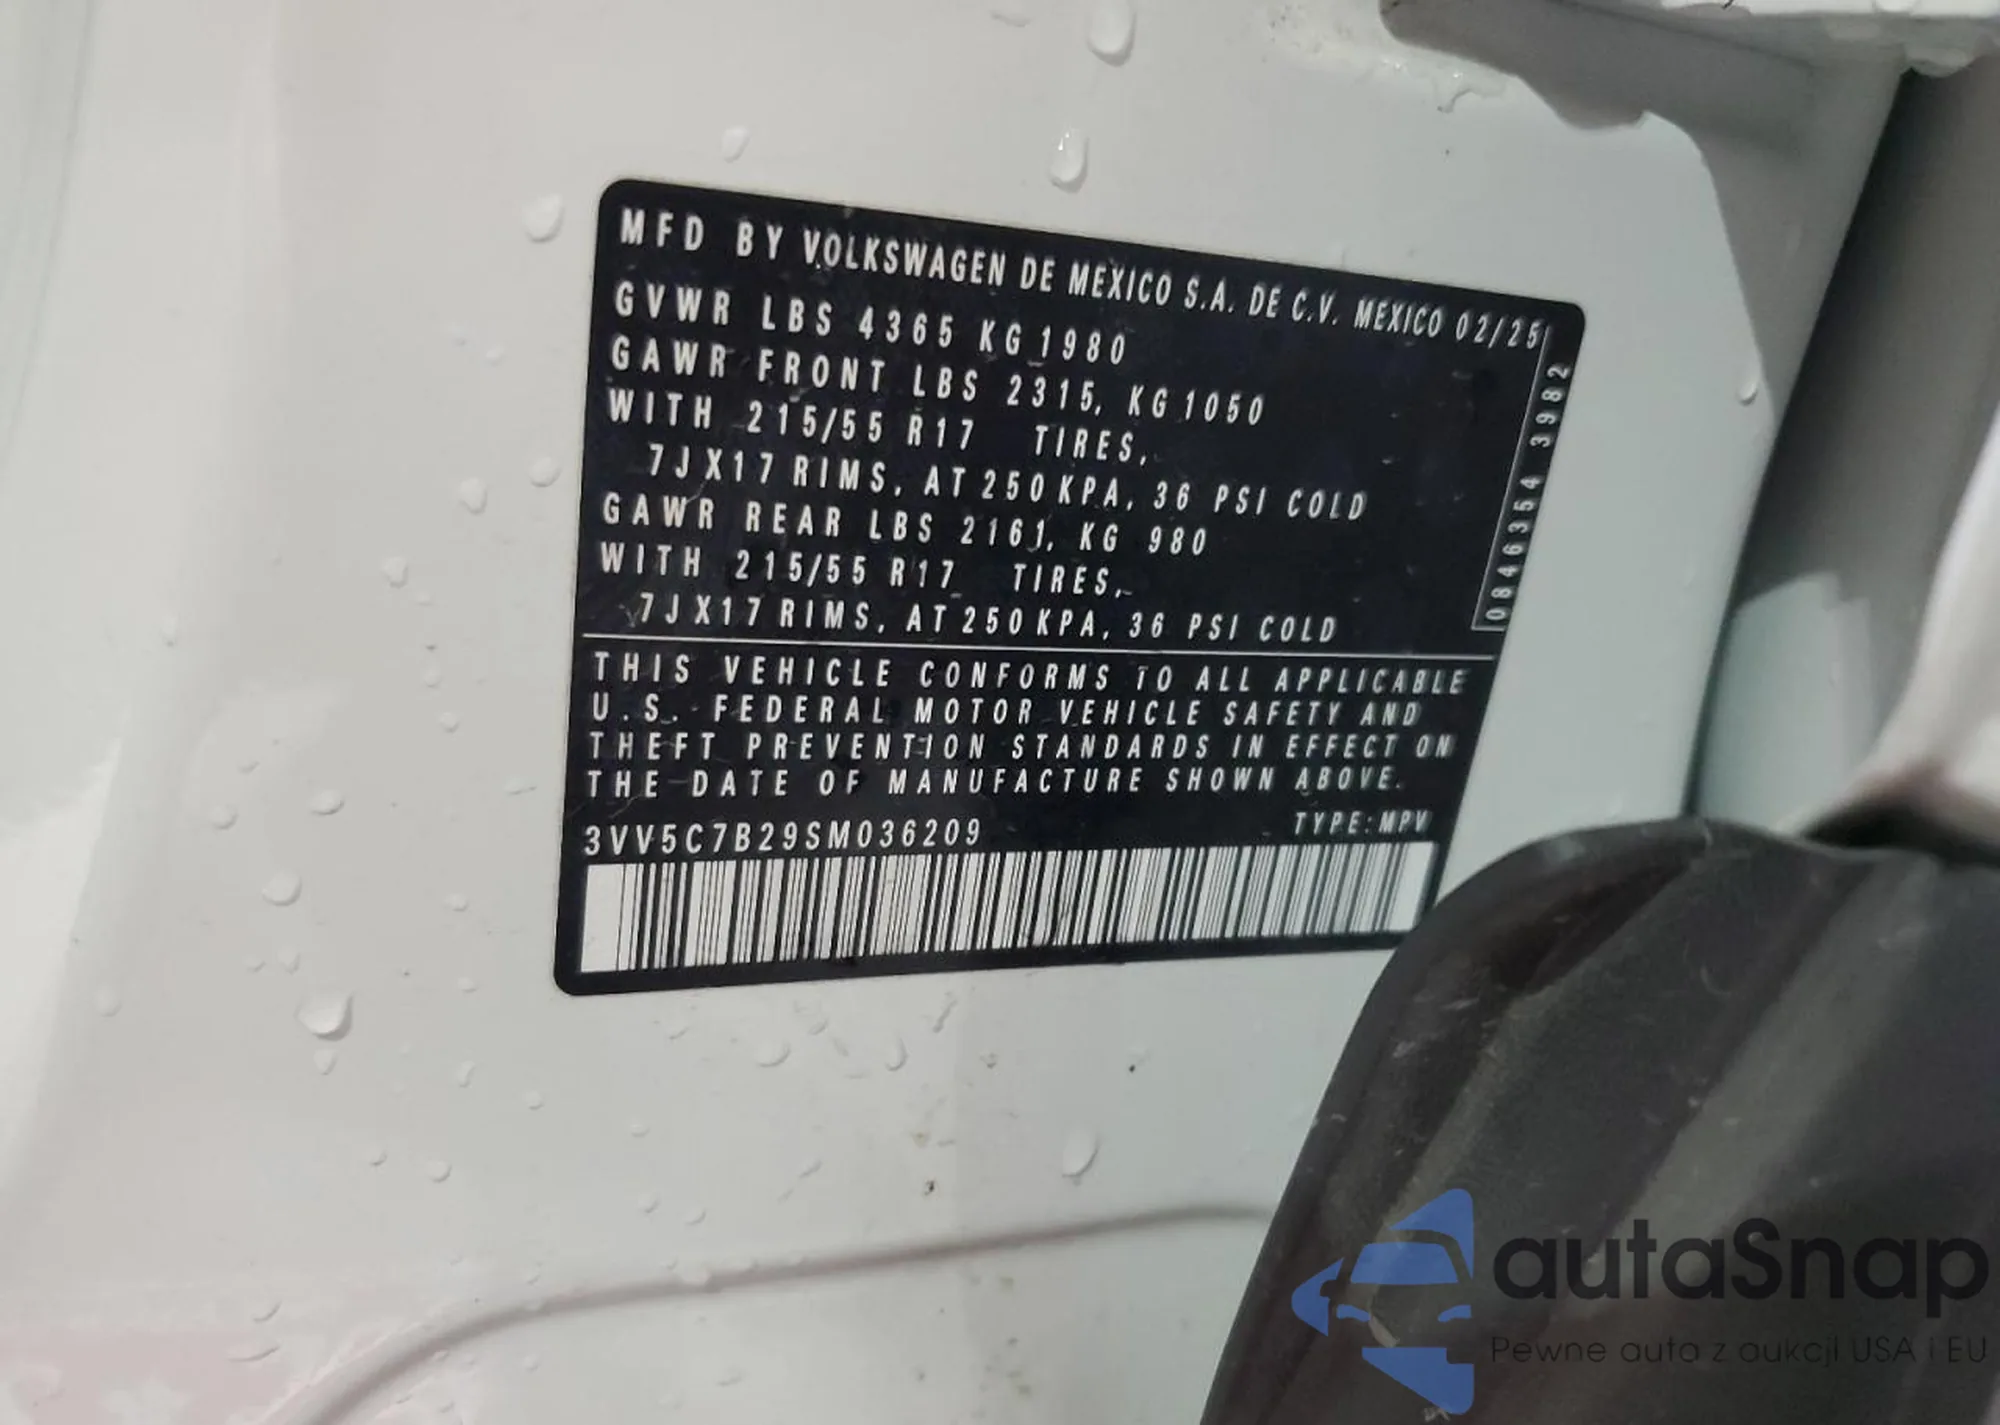 MFD BY VOLKSWAGEN DE MEXICO S.A. DE C.V. MEXICO 02/25
GVWR LBS 4365 KG 1980
GAWR FRONT LBS 2315, KG 1050
WITH 215/55 R17 TIRES,
7JX17 RIMS, AT 250 KPA, 36 PSI COLD
GAWR REAR LBS 2161, KG 980
WITH 215/55 R17 TIRES,
7JX17 RIMS, AT 250 KPA, 36 PSI COLD
0846354 3982
THIS VEHICLE CONFORMS TO ALL APPLICABLE
U.S. FEDERAL MOTOR VEHICLE SAFETY AND
THEFT PREVENTION STANDARDS IN EFFECT ON
THE DATE OF MANUFACTURE SHOWN ABOVE.
3VV5C7B29SM036209 TYPE:MPV
autaSnap
Pewne auta z aukcji USA i EU